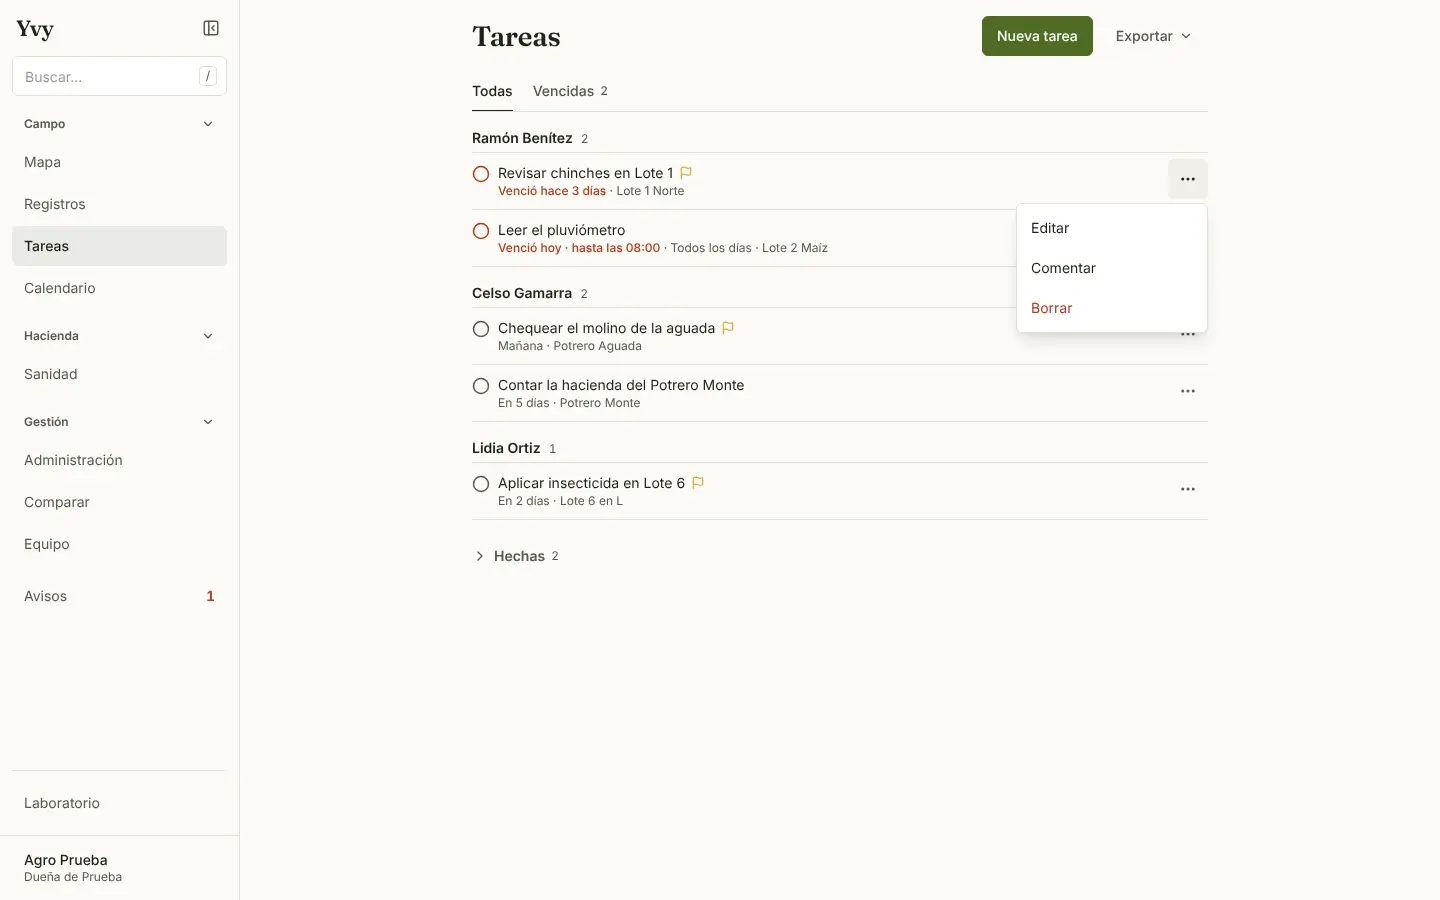 Yvy
Buscar... /
Campo
Mapa
Registros
Tareas
Calendario
Hacienda
Sanidad
Gestión
Administración
Comparar
Equipo
Avisos 1
Laboratorio
Agro Prueba
Dueña de Prueba
Tareas
Nueva tarea
Exportar
Todas
Vencidas 2
Ramón Benítez 2
Revisar chinches en Lote 1
Venció hace 3 días · Lote 1 Norte
Leer el pluviómetro
Venció hoy · hasta las 08:00 · Todos los días · Lote 2 Maíz
Editar
Comentar
Borrar
Celso Gamarra 2
Chequear el molino de la aguada
Mañana · Potrero Aguada
Contar la hacienda del Potrero Monte
En 5 días · Potrero Monte
Lidia Ortiz 1
Aplicar insecticida en Lote 6
En 2 días · Lote 6 en L
Hechas 2